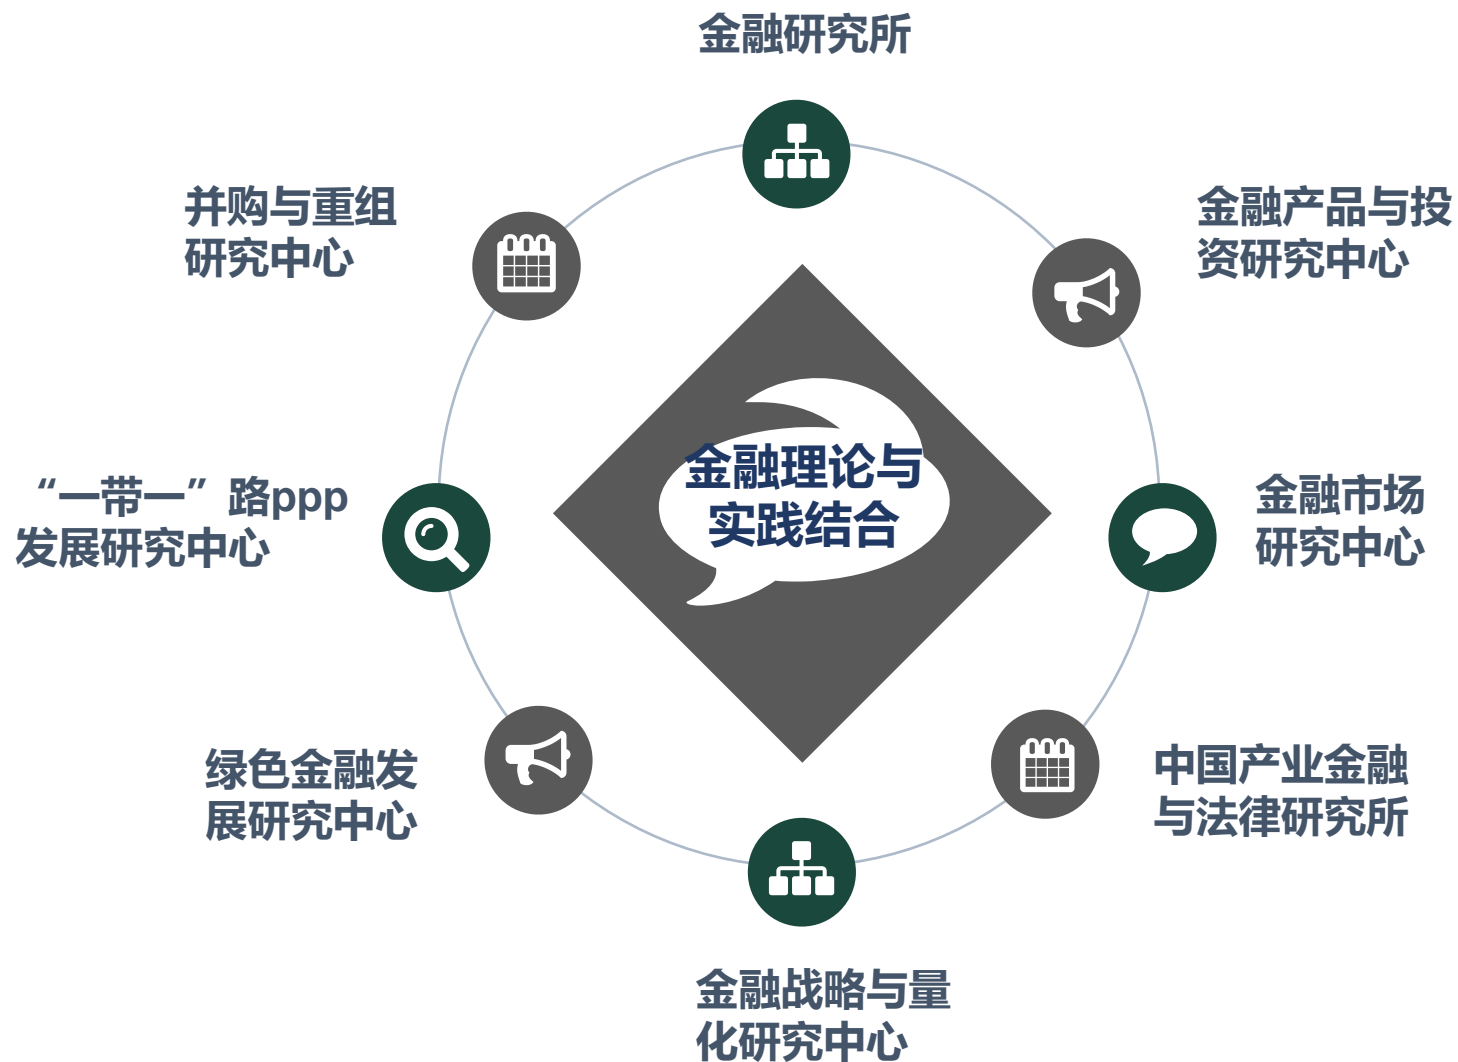 金融研究所
并购与重组
研究中心
金融产品与投
资研究中心
金融理论与
实践结合
“一带一”路ppp
发展研究中心
金融市场
研究中心
绿色金融发
展研究中心
中国产业金融
与法律研究所
金融战略与量
化研究中心